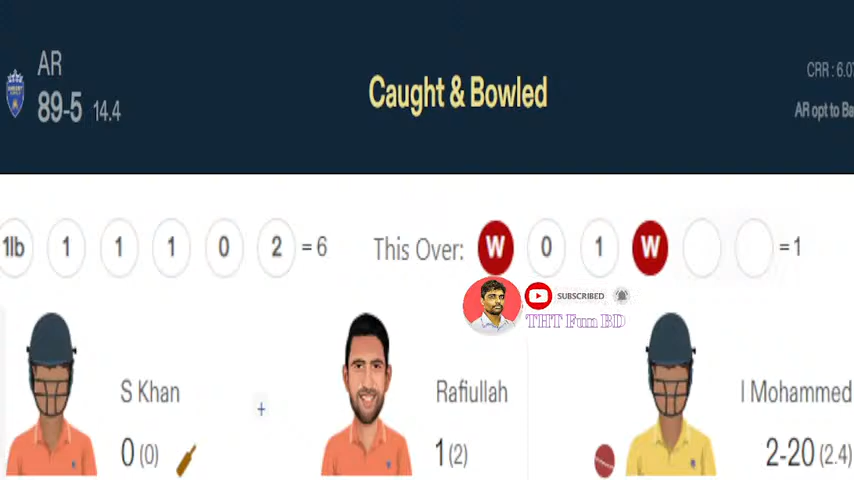 AR
89-5 14.4
Caught & Bowled
CRR : 6.0
AR opt to Ba
1lb 1 1 1 0 2 = 6
This Over: W 0 1 W = 1
SUBSCRIBED
THT Fun BD
S Khan
0 (0)
+
Rafiullah
1 (2)
I Mohammed
2-20 (2.4)